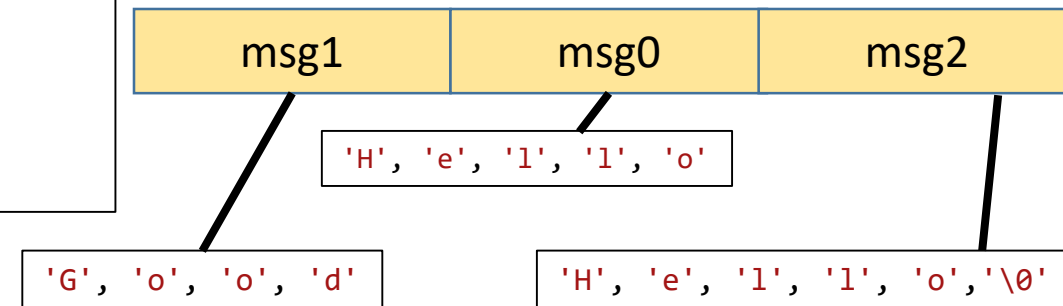 msg1 msg0 msg2
'H', 'e', 'l', 'l', 'o'
'G', 'o', 'o', 'd' 'H', 'e', 'l', 'l', 'o','\0'